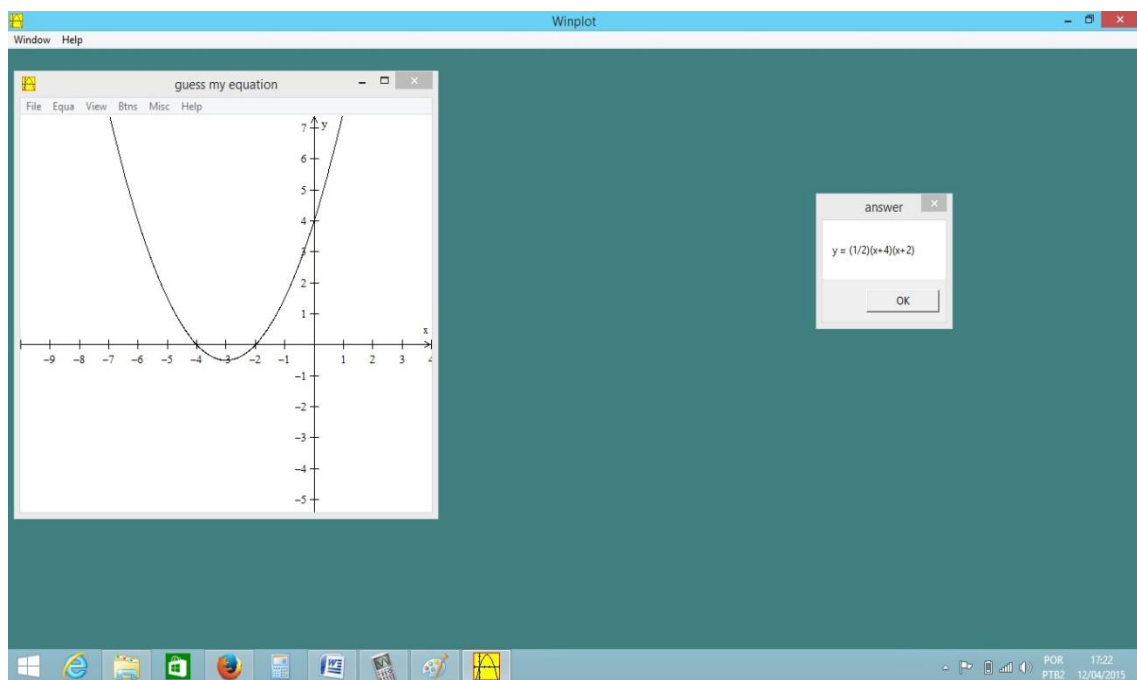 Winplot
Window Help
guess my equation
File Equa View Btns Misc Help
y
7
6
5
4
3
2
1
x
-9 -8 -7 -6 -5 -4 -3 -2 -1 1 2 3 4
-1
-2
-3
-4
-5
answer
y = (1/2)(x+4)(x+2)
OK
POR 17:22
PTB2 12/04/2015